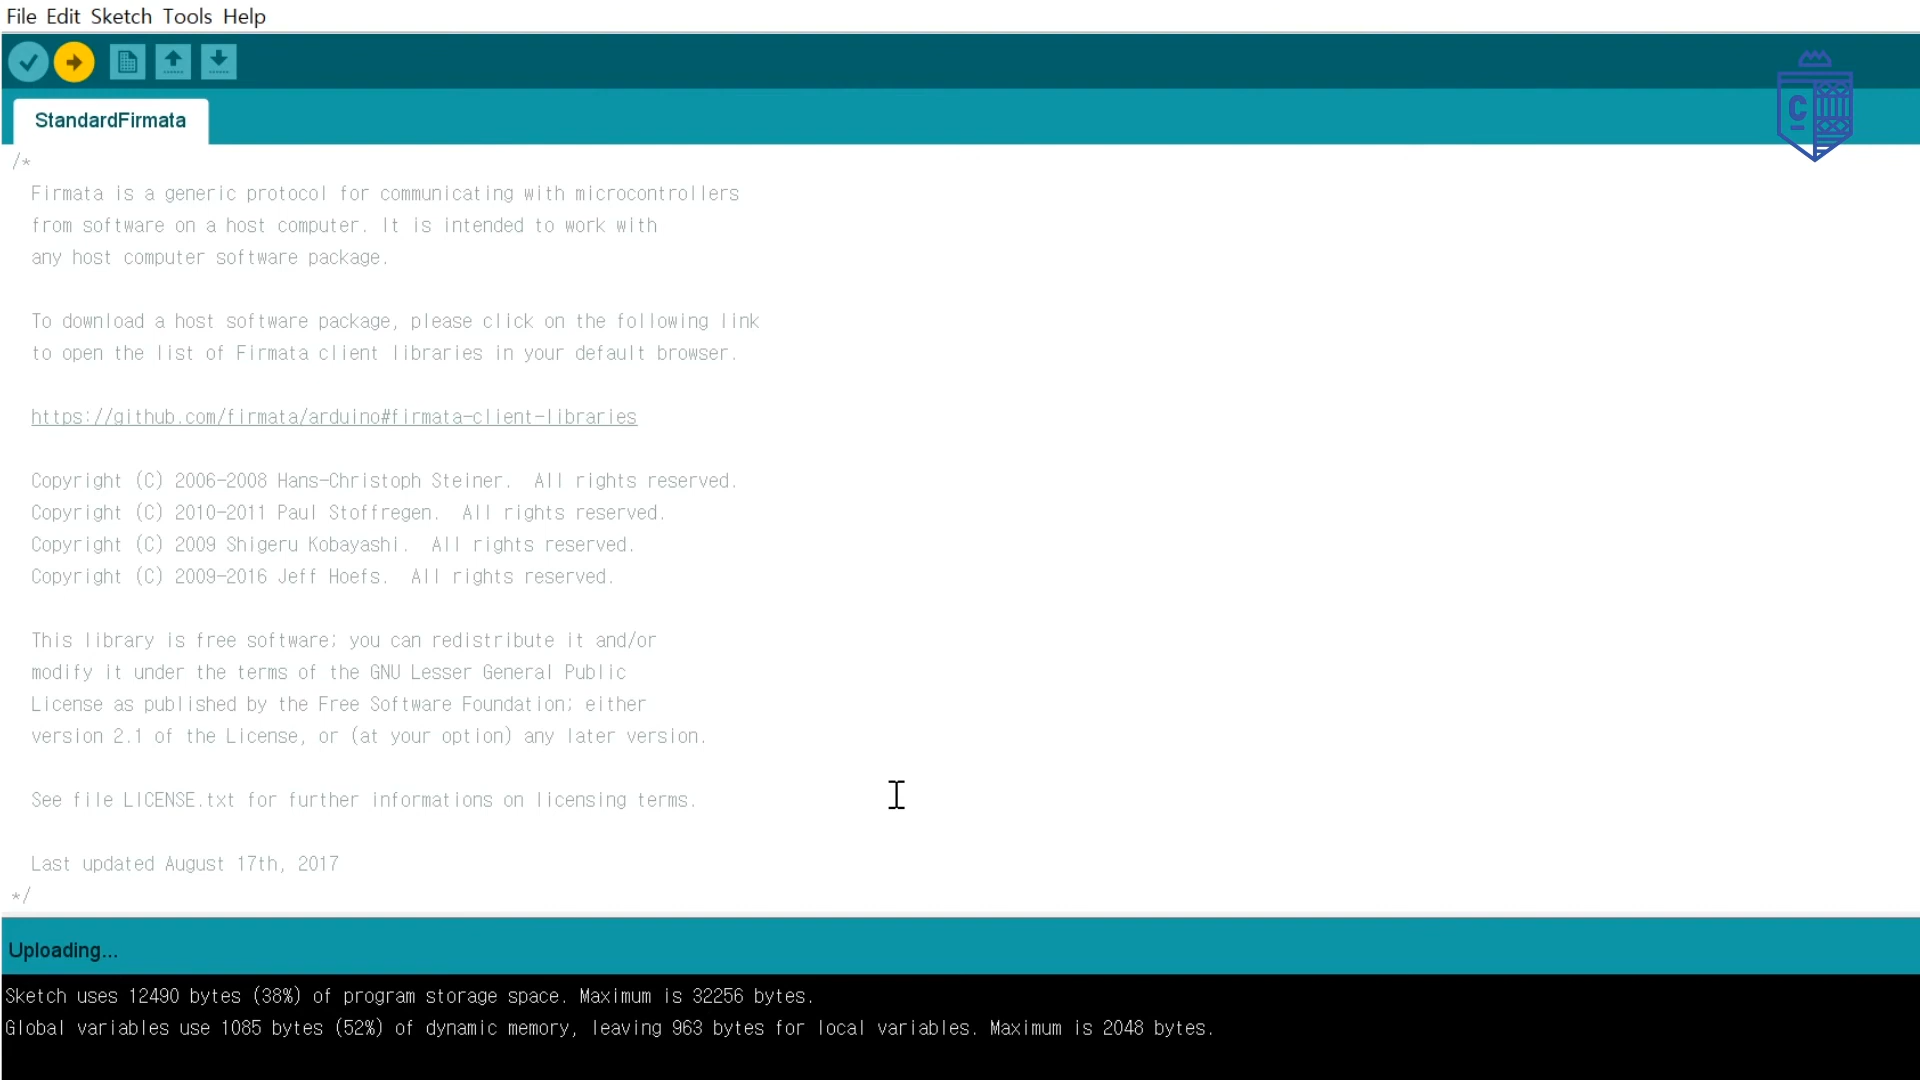 File Edit Sketch Tools Help
StandardFirmata
/*
Firmata is a generic protocol for communicating with microcontrollers
from software on a host computer. It is intended to work with
any host computer software package.
To download a host software package, please click on the following link
to open the list of Firmata client libraries in your default browser.
https://github.com/firmata/arduino#firmata-client-libraries
Copyright (C) 2006-2008 Hans-Christoph Steiner.  All rights reserved.
Copyright (C) 2010-2011 Paul Stoffregen.  All rights reserved.
Copyright (C) 2009 Shigeru Kobayashi.  All rights reserved.
Copyright (C) 2009-2016 Jeff Hoefs.  All rights reserved.
This library is free software; you can redistribute it and/or
modify it under the terms of the GNU Lesser General Public
License as published by the Free Software Foundation; either
version 2.1 of the License, or (at your option) any later version.
See file LICENSE.txt for further informations on licensing terms.
Last updated August 17th, 2017
*/
Uploading...
Sketch uses 12490 bytes (38%) of program storage space. Maximum is 32256 bytes.
Global variables use 1085 bytes (52%) of dynamic memory, leaving 963 bytes for local variables. Maximum is 2048 bytes.
C